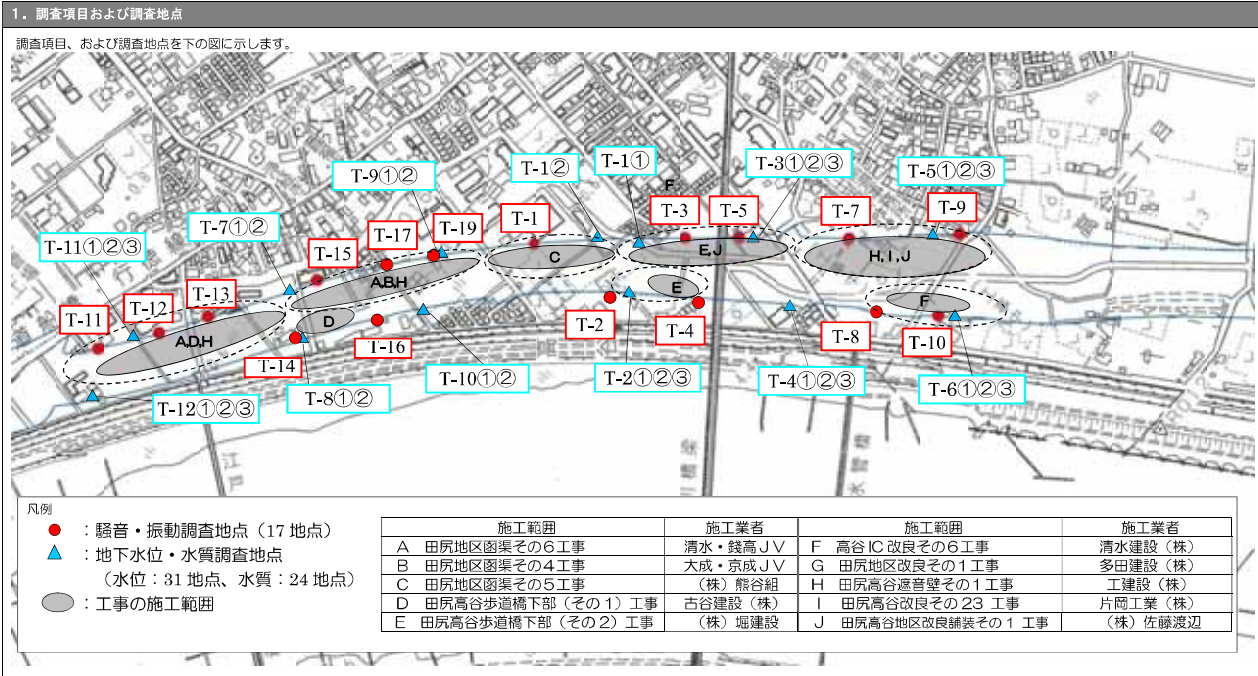 1．調査項目および調査地点
調査項目、および調査地点を下の図に示します。
T-1②
T-1①
T-3①②③
T-5①②③
T-9①②
F
T-7①②
T-17
T-19
T-1
T-3
T-5
T-7
T-9
T-11①②③
T-15
C
E,J
H,I,J
T-13
A,B,H
E
F
T-12
T-11
A,D,H
D
T-2
T-4
T-8
T-10
T-14
T-16
T-12①②③
T-8①②
T-10①②
T-2①②③
T-4①②③
T-6①②③
江戸
川橋梁
水管橋
凡例
：騒音・振動調査地点（17 地点）
：地下水位・水質調査地点
（水位：31 地点、水質：24 地点）
：工事の施工範囲
施工範囲 施工業者 施工範囲 施工業者
A 田尻地区函渠その６工事 清水・錢高ＪＶ F 高谷IC改良その６工事 清水建設（株）
B 田尻地区函渠その４工事 大成・京成ＪＶ G 田尻地区改良その１工事 多田建設（株）
C 田尻地区函渠その５工事 （株）熊谷組 H 田尻高谷遮音壁その１工事 工建設（株）
D 田尻高谷歩道橋下部（その１）工事 古谷建設（株） I 田尻高谷改良その23 工事 片岡工業（株）
E 田尻高谷歩道橋下部（その２）工事 （株）堀建設 J 田尻高谷地区改良舗装その１ 工事 （株）佐藤渡辺